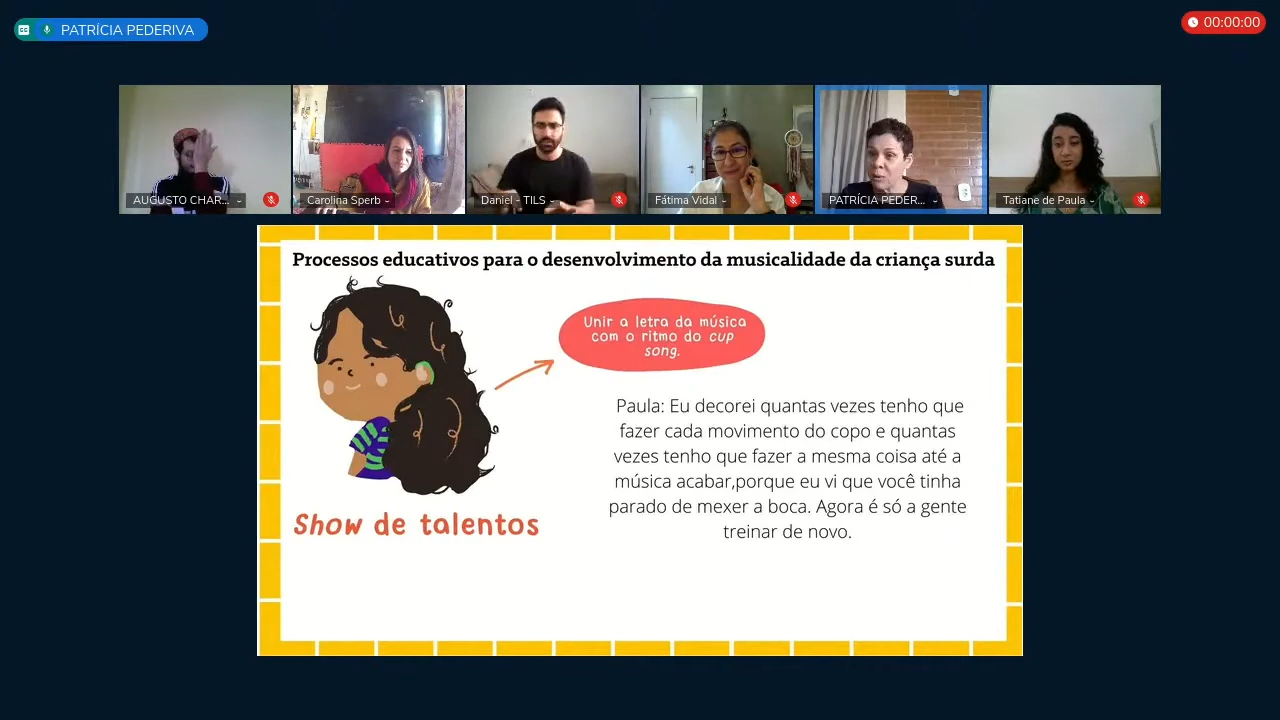 PATRÍCIA PEDERIVA
00:00:00
AUGUSTO CHAR...
Carolina Sperb
Daniel - TILS
Fátima Vidal
PATRÍCIA PEDER...
Tatiane de Paula
Processos educativos para o desenvolvimento da musicalidade da criança surda
Unir a letra da música
com o ritmo do cup
song.
Paula: Eu decorei quantas vezes tenho que
fazer cada movimento do copo e quantas
vezes tenho que fazer a mesma coisa até a
música acabar,porque eu vi que você tinha
parado de mexer a boca. Agora é só a gente
treinar de novo.
Show de talentos